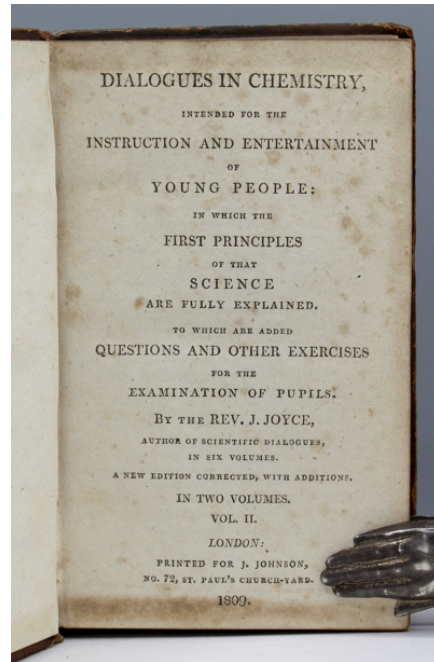 DIALOGUES IN CHEMISTRY,
INTENDED FOR THE
INSTRUCTION AND ENTERTAINMENT
OF
YOUNG PEOPLE:
IN WHICH THE
FIRST PRINCIPLES
OF THAT
SCIENCE
ARE FULLY EXPLAINED.
TO WHICH ARE ADDED
QUESTIONS AND OTHER EXERCISES
FOR THE
EXAMINATION OF PUPILS.
BY THE REV. J. JOYCE,
AUTHOR OF SCIENTIFIC DIALOGUES,
IN SIX VOLUMES.
A NEW EDITION CORRECTED, WITH ADDITIONS.
IN TWO VOLUMES.
VOL. II.
LONDON:
PRINTED FOR J. JOHNSON,
NO. 72, ST. PAUL'S CHURCH-YARD.
1809.